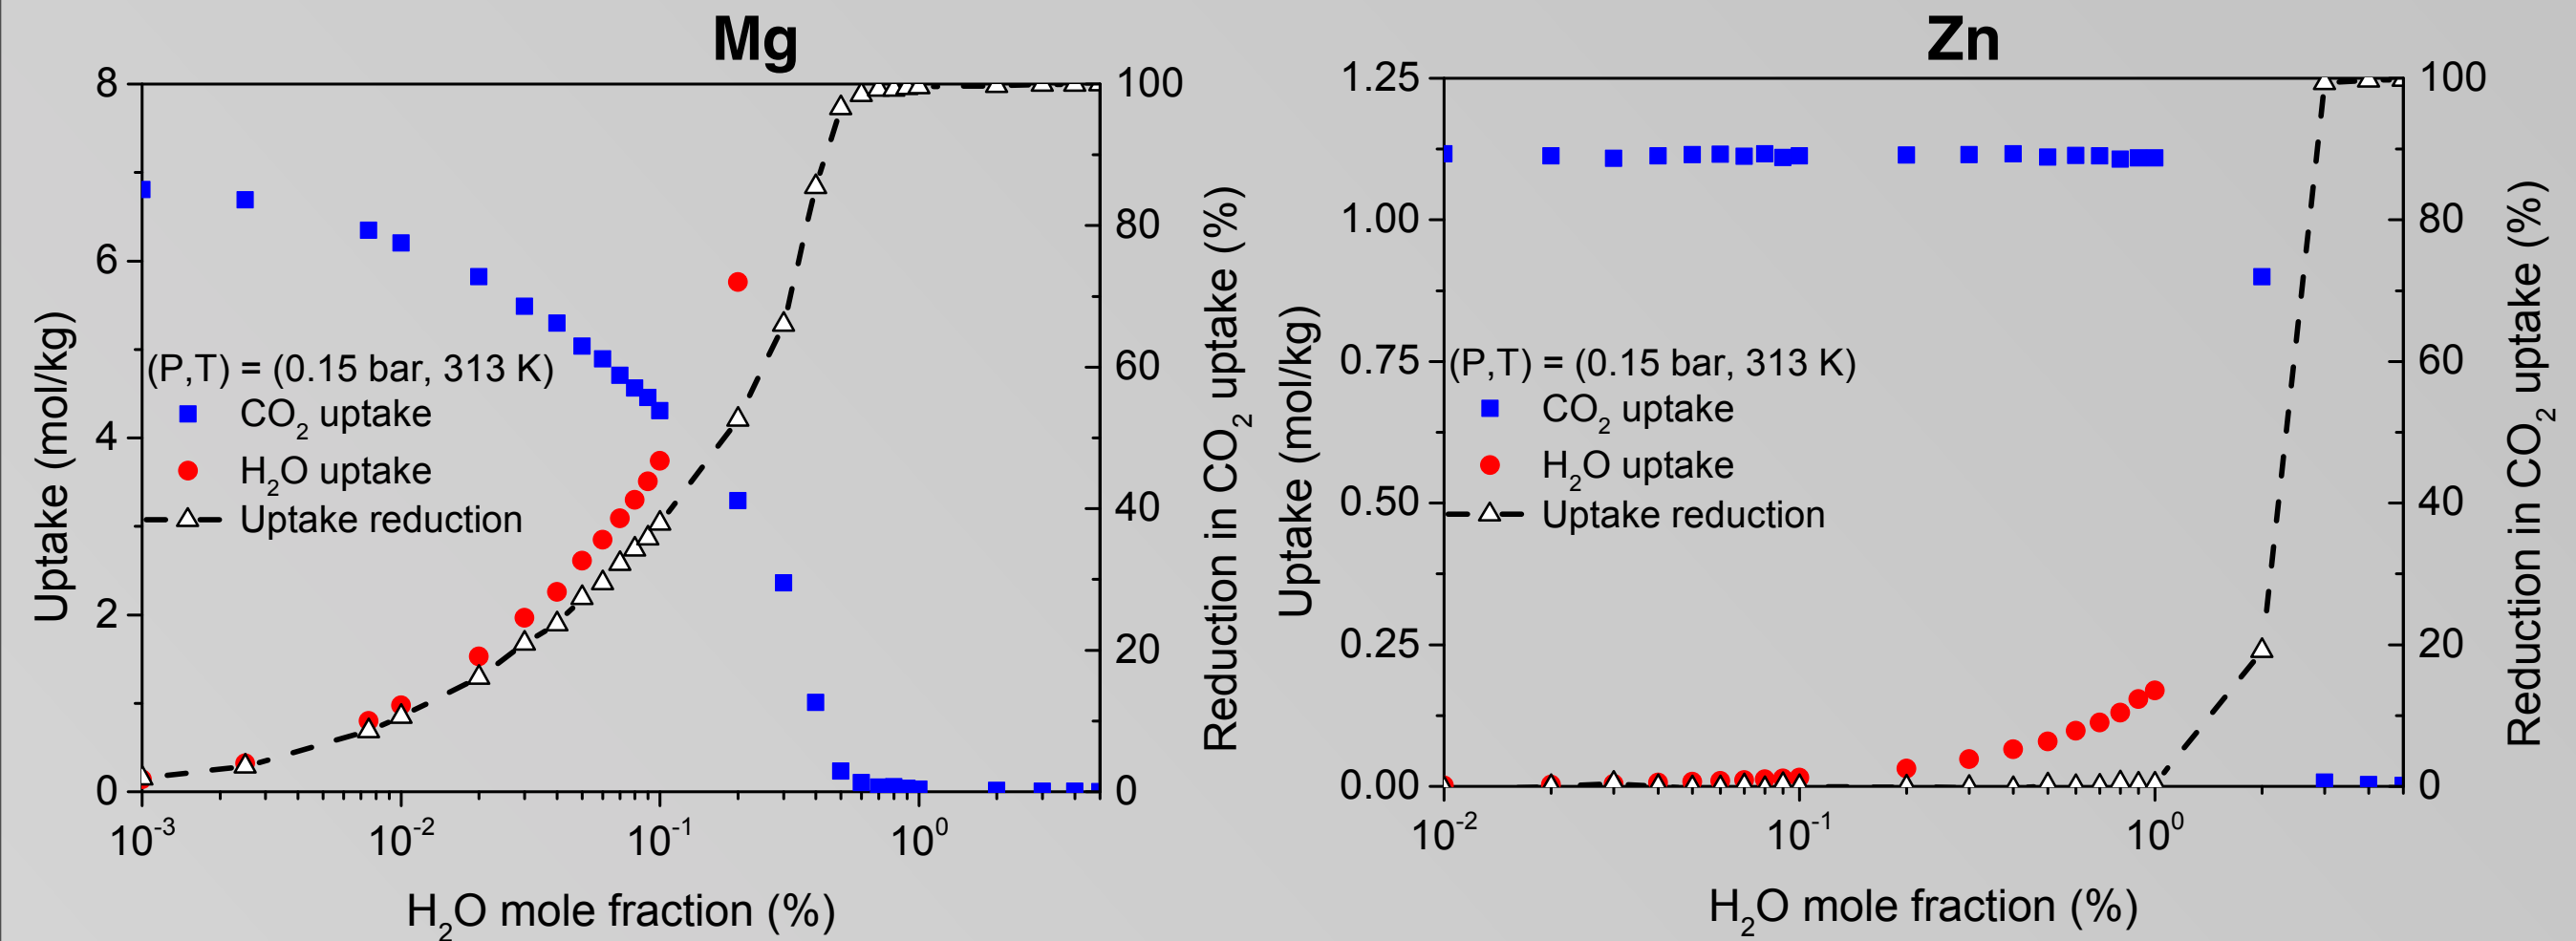 Mg
8
6
4
2
0
Uptake (mol/kg)
(P,T) = (0.15 bar, 313 K)
CO₂ uptake
H₂O uptake
Uptake reduction
100
80
60
40
20
0
Reduction in CO₂ uptake (%)
10⁻³ 10⁻² 10⁻¹ 10⁰
H₂O mole fraction (%)
Zn
1.25
1.00
0.75
0.50
0.25
0.00
Uptake (mol/kg)
(P,T) = (0.15 bar, 313 K)
CO₂ uptake
H₂O uptake
Uptake reduction
100
80
60
40
20
0
Reduction in CO₂ uptake (%)
10⁻² 10⁻¹ 10⁰
H₂O mole fraction (%)